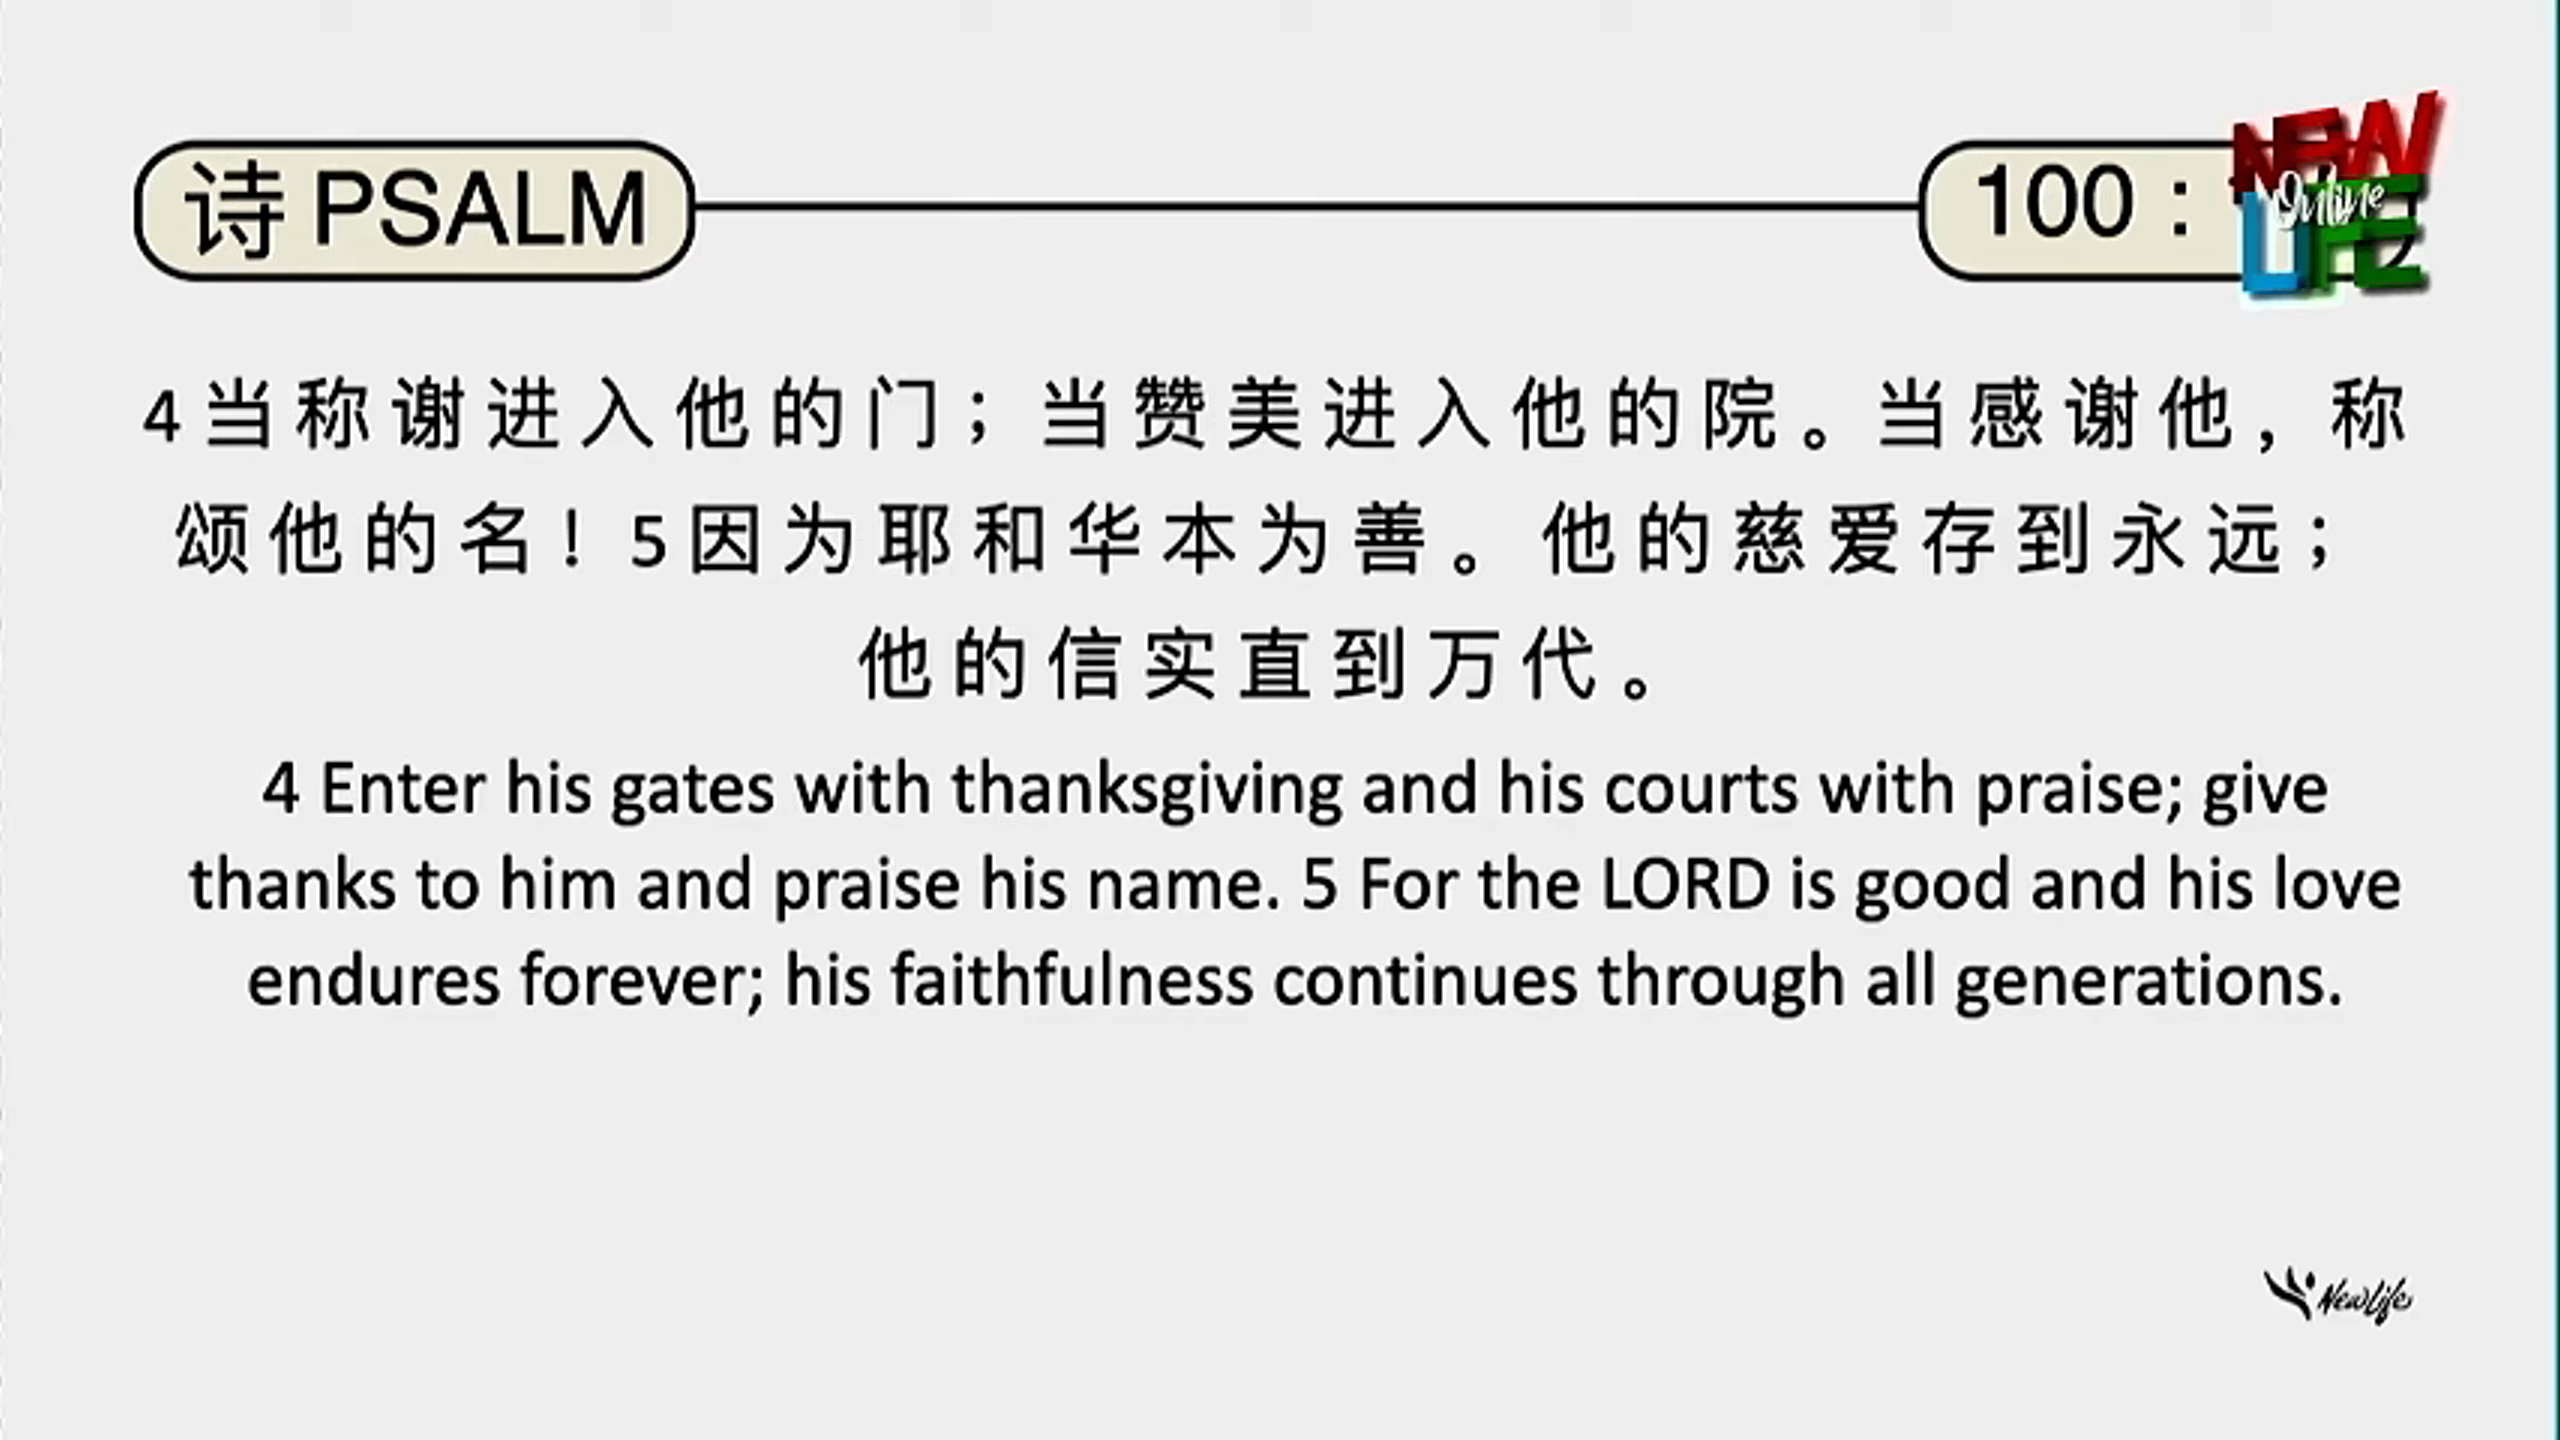 诗 PSALM
100 :
NEW
Online
LIFE
4当称谢进入他的门；当赞美进入他的院。当感谢他，称
颂他的名！5因为耶和华本为善。他的慈爱存到永远；
他的信实直到万代。
4 Enter his gates with thanksgiving and his courts with praise; give
thanks to him and praise his name. 5 For the LORD is good and his love
endures forever; his faithfulness continues through all generations.
NewLife